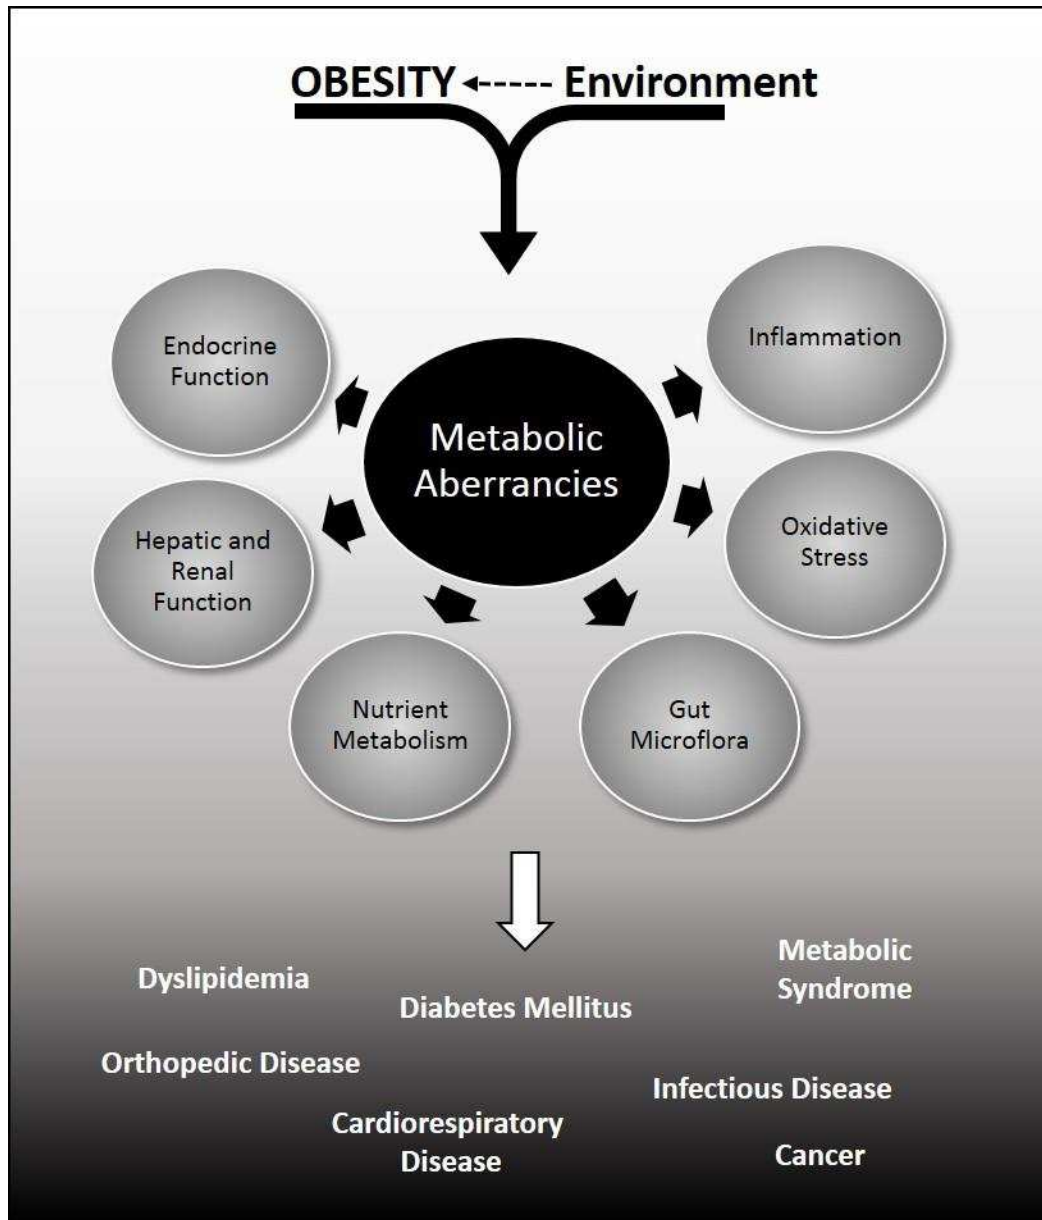 OBESITY Environment
Endocrine
Function
Inflammation
Metabolic
Aberrancies
Hepatic and
Renal
Function
Oxidative
Stress
Nutrient
Metabolism
Gut
Microflora
Dyslipidemia
Diabetes Mellitus
Metabolic
Syndrome
Orthopedic Disease
Infectious Disease
Cardiorespiratory
Disease
Cancer